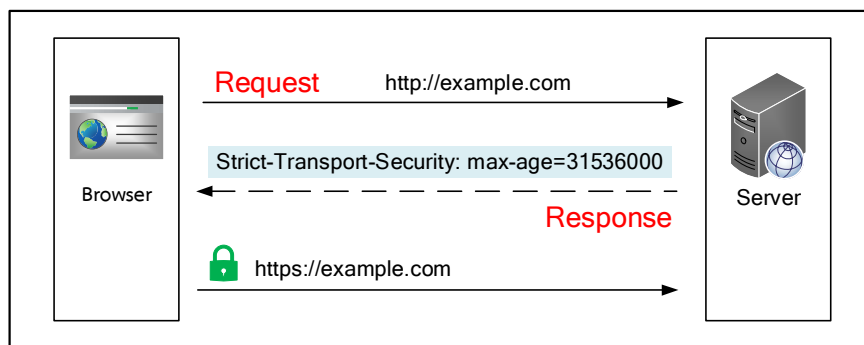 Request
http://example.com
Strict-Transport-Security: max-age=31536000
Browser
Server
Response
https://example.com